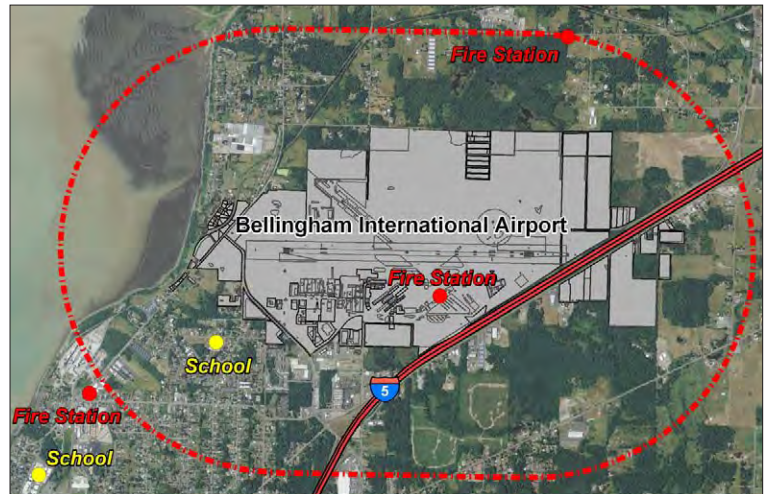 Fire Station
Bellingham International Airport
Fire Station
School
5
Fire Station
School